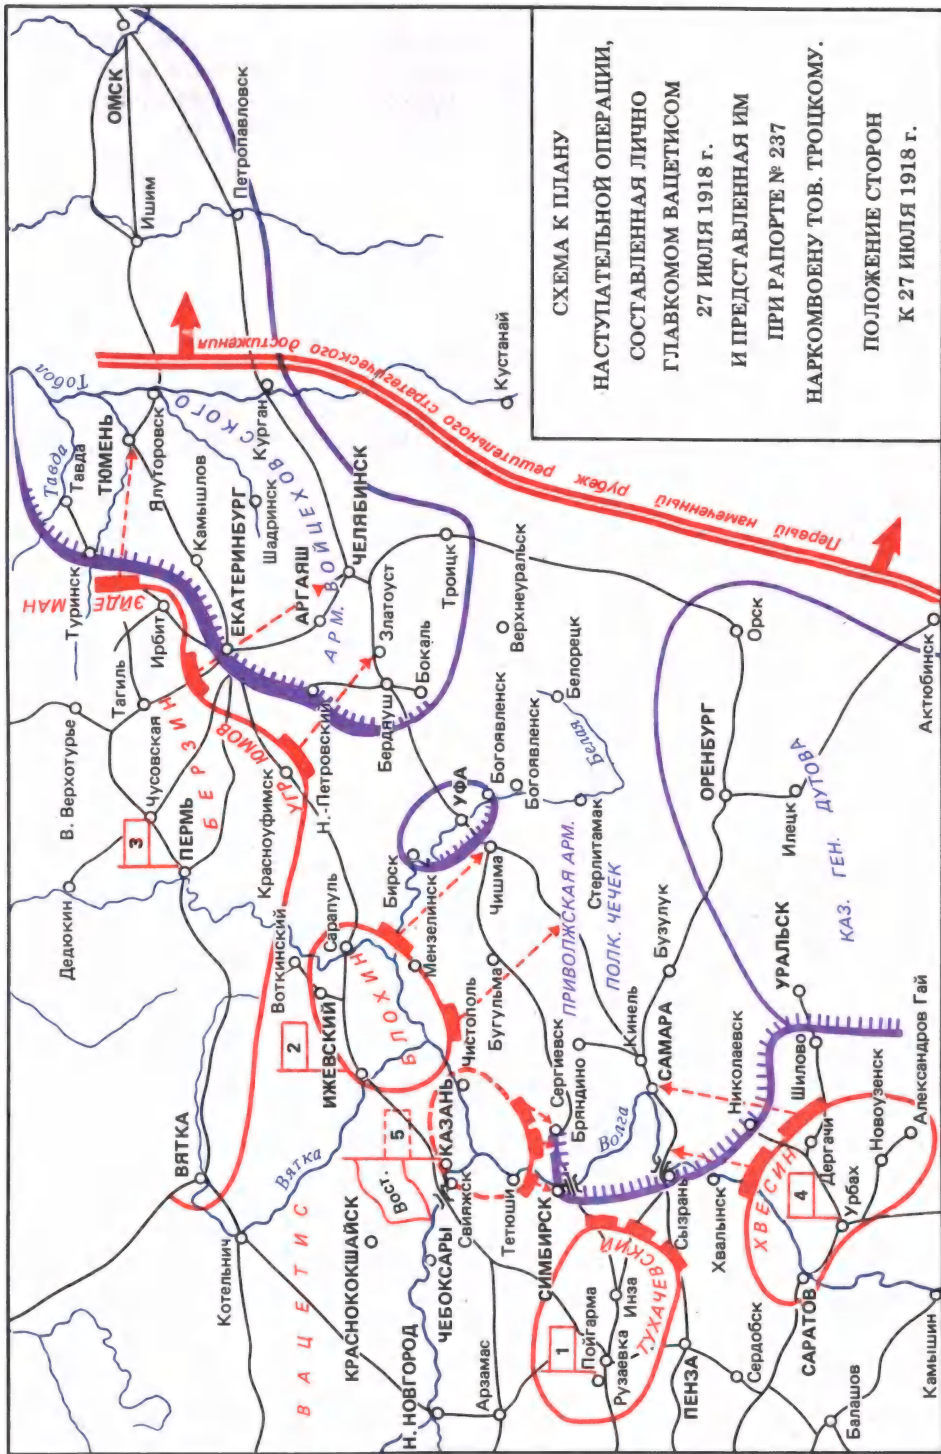 СХЕМА К ПЛАНУ
НАСТУПАТЕЛЬНОЙ ОПЕРАЦИИ,
СОСТАВЛЕННАЯ ЛИЧНО
ГЛАВКОМОМ ВАЦЕТИСОМ
27 ИЮЛЯ 1918 г.
И ПРЕДСТАВЛЕННАЯ ИМ
ПРИ РАПОРТЕ № 237
НАРКОМВОЕНУ ТОВ. ТРОЦКОМУ.
ПОЛОЖЕНИЕ СТОРОН
К 27 ИЮЛЯ 1918 г.
ОМСК
Ишим
Петропавловск
Тобол
Тавда
Тавда
ТЮМЕНЬ
Ялуторовск
Курган
Кустанай
Первый намеченный рубеж решительного стратегического достижения
Туринск
ЭЙДЕМАН
Ирбит
Камышлов
Шадринск
ЕКАТЕРИНБУРГ
АРГАЯШ
ЧЕЛЯБИНСК
АРМ. ВОЙЦЕХОВСКОГО
Златоуст
Троицк
Бердяуш
Бокаль
Верхнеуральск
Белорецк
В. Верхотурье
Тагиль
Чусовская
3
ПЕРМЬ
БЕРЗИН
Красноуфимск
УГРЮМОВ
Н.-Петровский
Дедюкин
Воткинский
Сарапуль
2
ИЖЕВСКИЙ
БЛОХИН
Бирск
Мензелинск
УФА
Богоявленск
Богоявленск
Белая
Чишма
Стерлитамак
Бугульма
Чистополь
ПРИВОЛЖСКАЯ АРМ.
ПОЛК. ЧЕЧЕК
ВЯТКА
Котельнич
Вятка
ВАЦЕТИС
КРАСНОКОКШАЙСК
5
Вост.
КАЗАНЬ
Свияжск
ЧЕБОКСАРЫ
Н. НОВГОРОД
Арзамас
Тетюши
СИМБИРСК
Сергиевск
Бряндино
Кинель
САМАРА
Бузулук
Волга
Сызрань
ОРЕНБУРГ
Орск
Актюбинск
Илецк
КАЗ. ГЕН. ДУТОВА
УРАЛЬСК
Шилово
Николаевск
Александров Гай
Новоузенск
Дергачи
Урбах
4
ХВЕСИН
Хвалынск
САРАТОВ
1
Пойгарма
Рузаевка
Инза
ТУХАЧЕВСКИЙ
ПЕНЗА
Сердобск
Балашов
Камышин